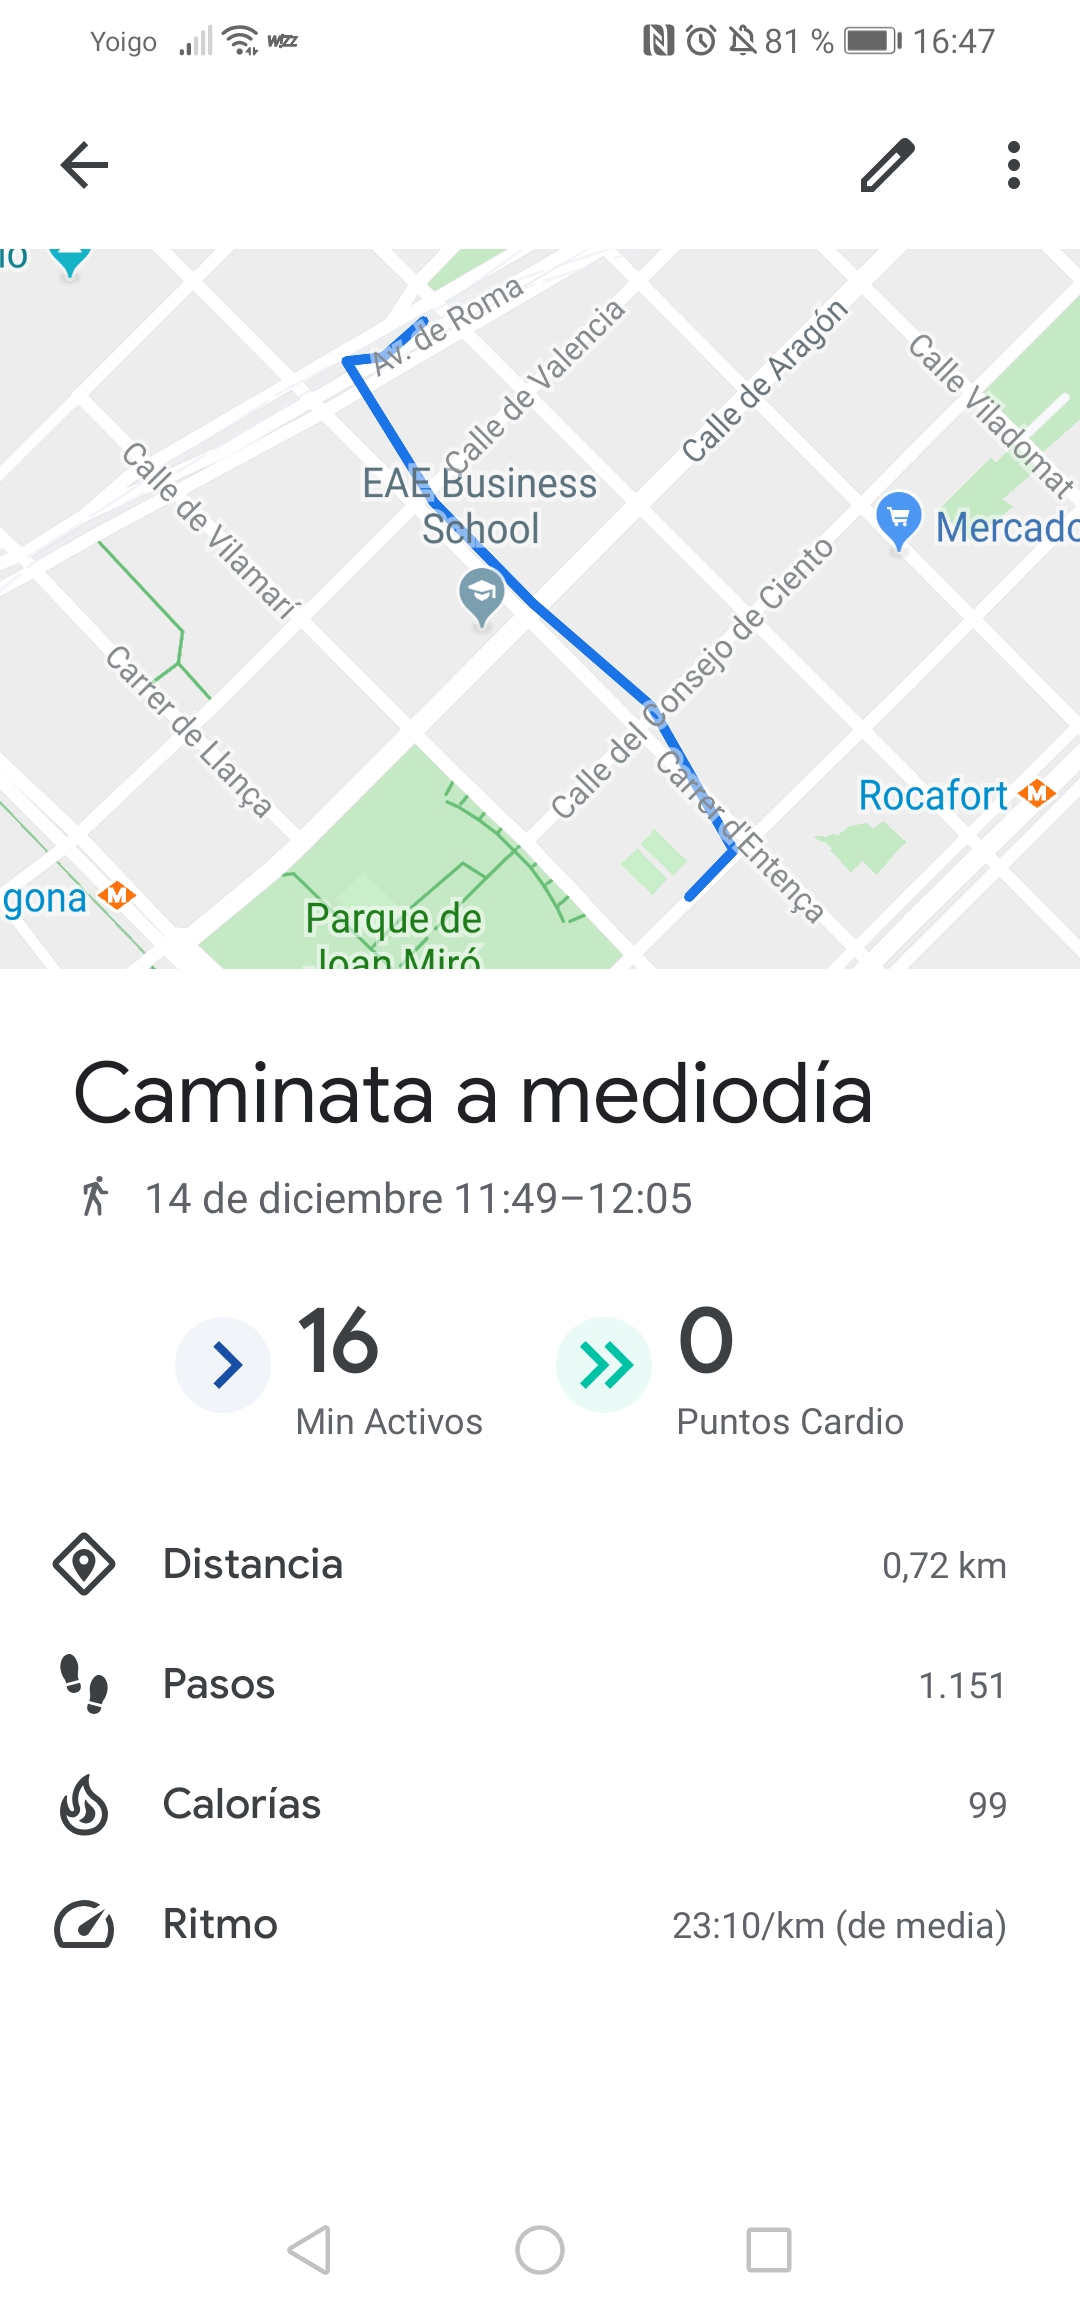 Yoigo
81 % 16:47
Av. de Roma
Calle de Valencia
Calle de Aragón
Calle Viladomat
Calle de Vilamarí
EAE Business
School
Mercado
Carrer de Llança
Calle del Consejo de Ciento
Carrer d'Entença
Rocafort
gona
Parque de
Joan Miró
Caminata a mediodía
14 de diciembre 11:49–12:05
16
Min Activos
0
Puntos Cardio
Distancia 0,72 km
Pasos 1.151
Calorías 99
Ritmo 23:10/km (de media)